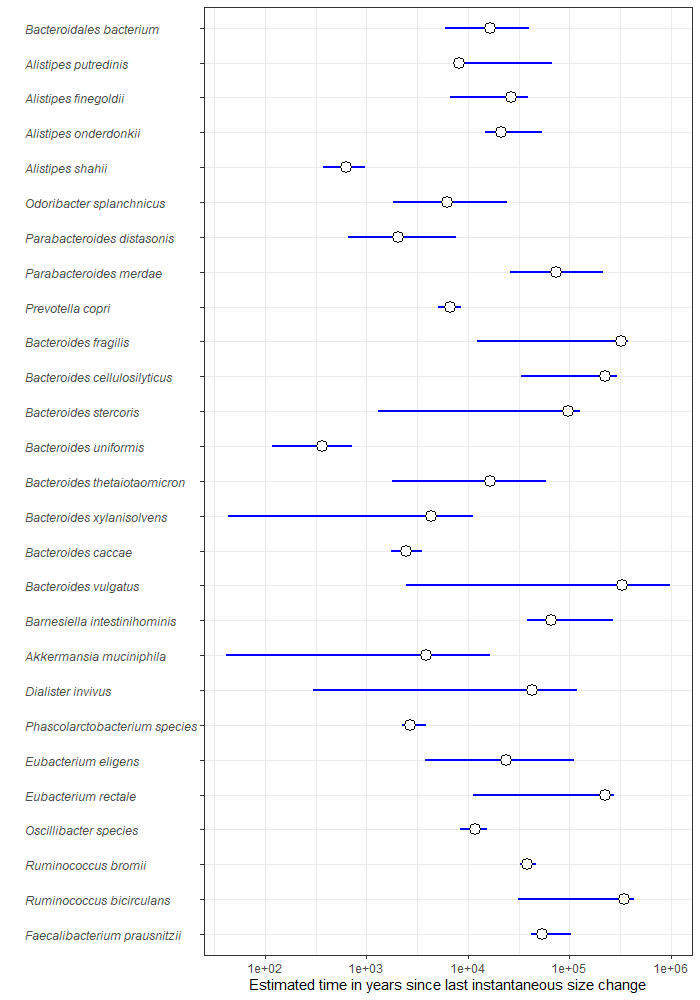 Bacteroidales bacterium
Alistipes putredinis
Alistipes finegoldii
Alistipes onderdonkii
Alistipes shahii
Odoribacter splanchnicus
Parabacteroides distasonis
Parabacteroides merdae
Prevotella copri
Bacteroides fragilis
Bacteroides cellulosilyticus
Bacteroides stercoris
Bacteroides uniformis
Bacteroides thetaiotaomicron
Bacteroides xylanisolvens
Bacteroides caccae
Bacteroides vulgatus
Barnesiella intestinihominis
Akkermansia muciniphila
Dialister invivus
Phascolarctobacterium species
Eubacterium eligens
Eubacterium rectale
Oscillibacter species
Ruminococcus bromii
Ruminococcus bicirculans
Faecalibacterium prausnitzii
1e+02 1e+03 1e+04 1e+05 1e+06
Estimated time in years since last instantaneous size change